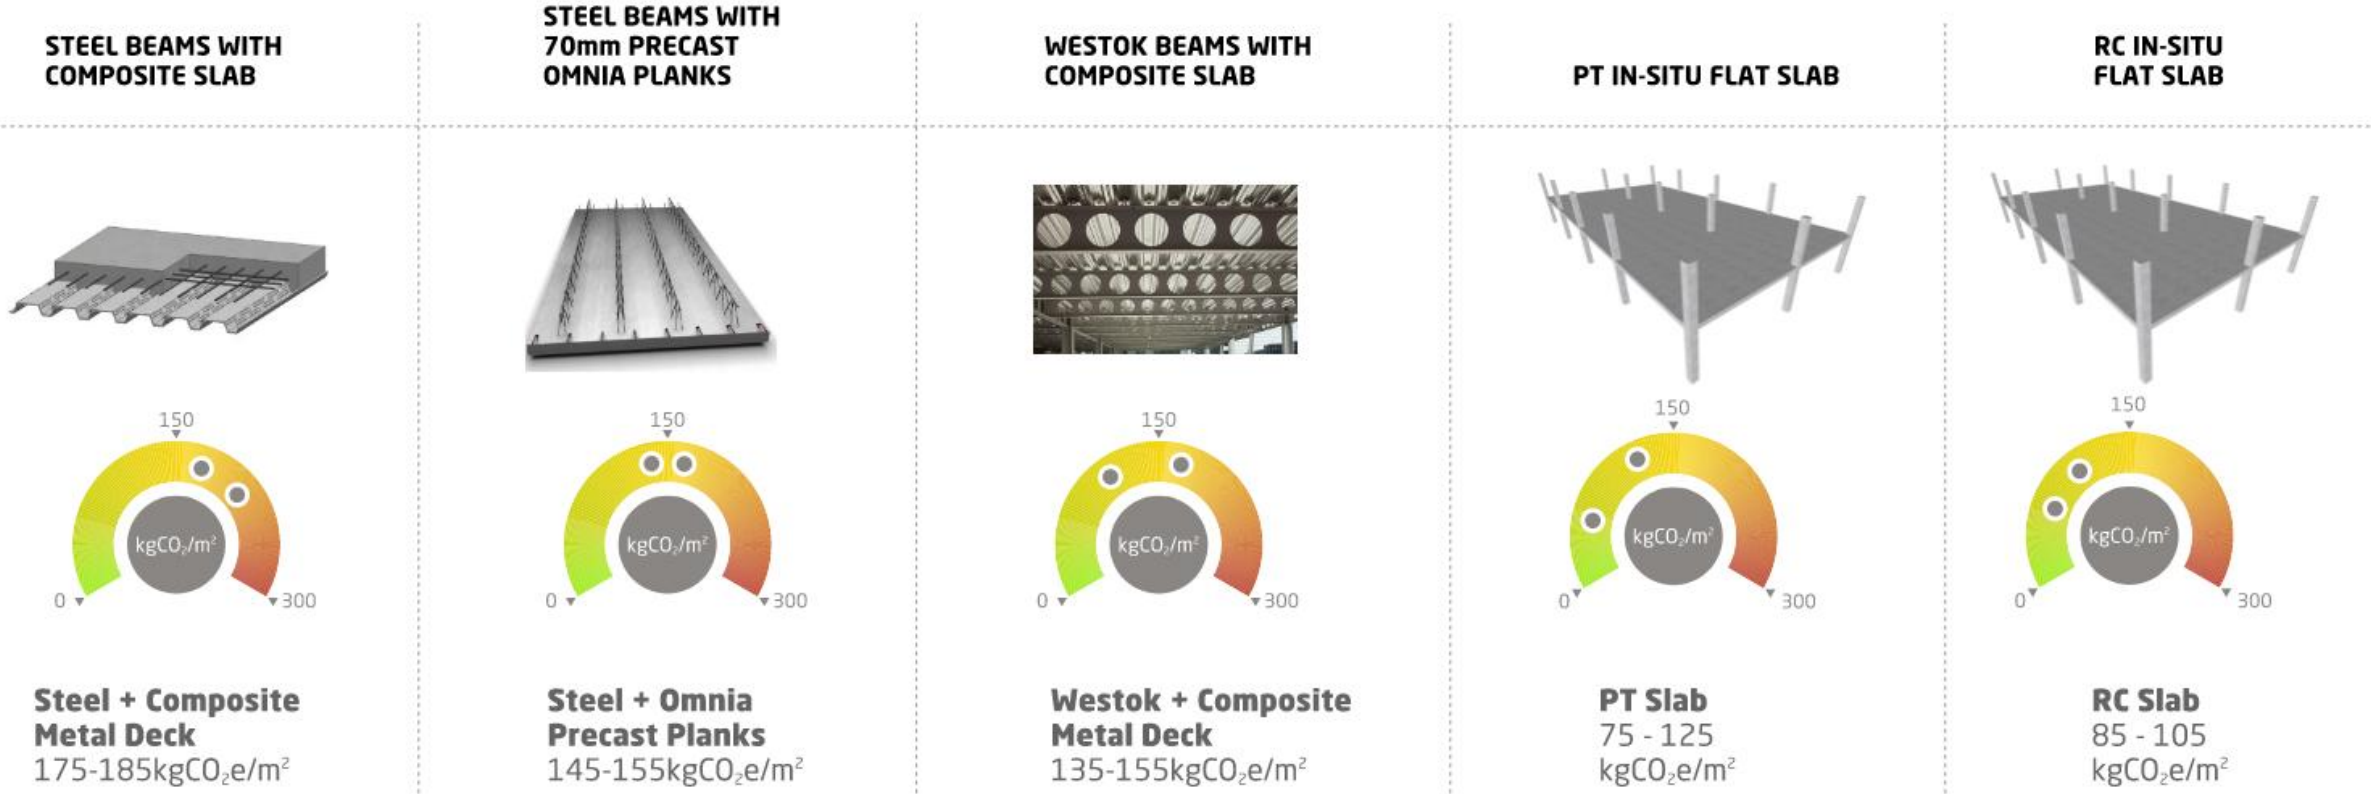 STEEL BEAMS WITH
COMPOSITE SLAB
STEEL BEAMS WITH
70mm PRECAST
OMNIA PLANKS
WESTOK BEAMS WITH
COMPOSITE SLAB
PT IN-SITU FLAT SLAB
RC IN-SITU
FLAT SLAB
150
kgCO₂/m²
0
300
150
kgCO₂/m²
0
300
150
kgCO₂/m²
0
300
150
kgCO₂/m²
0
300
150
kgCO₂/m²
0
300
Steel + Composite
Metal Deck
175-185kgCO₂e/m²
Steel + Omnia
Precast Planks
145-155kgCO₂e/m²
Westok + Composite
Metal Deck
135-155kgCO₂e/m²
PT Slab
75 - 125
kgCO₂e/m²
RC Slab
85 - 105
kgCO₂e/m²